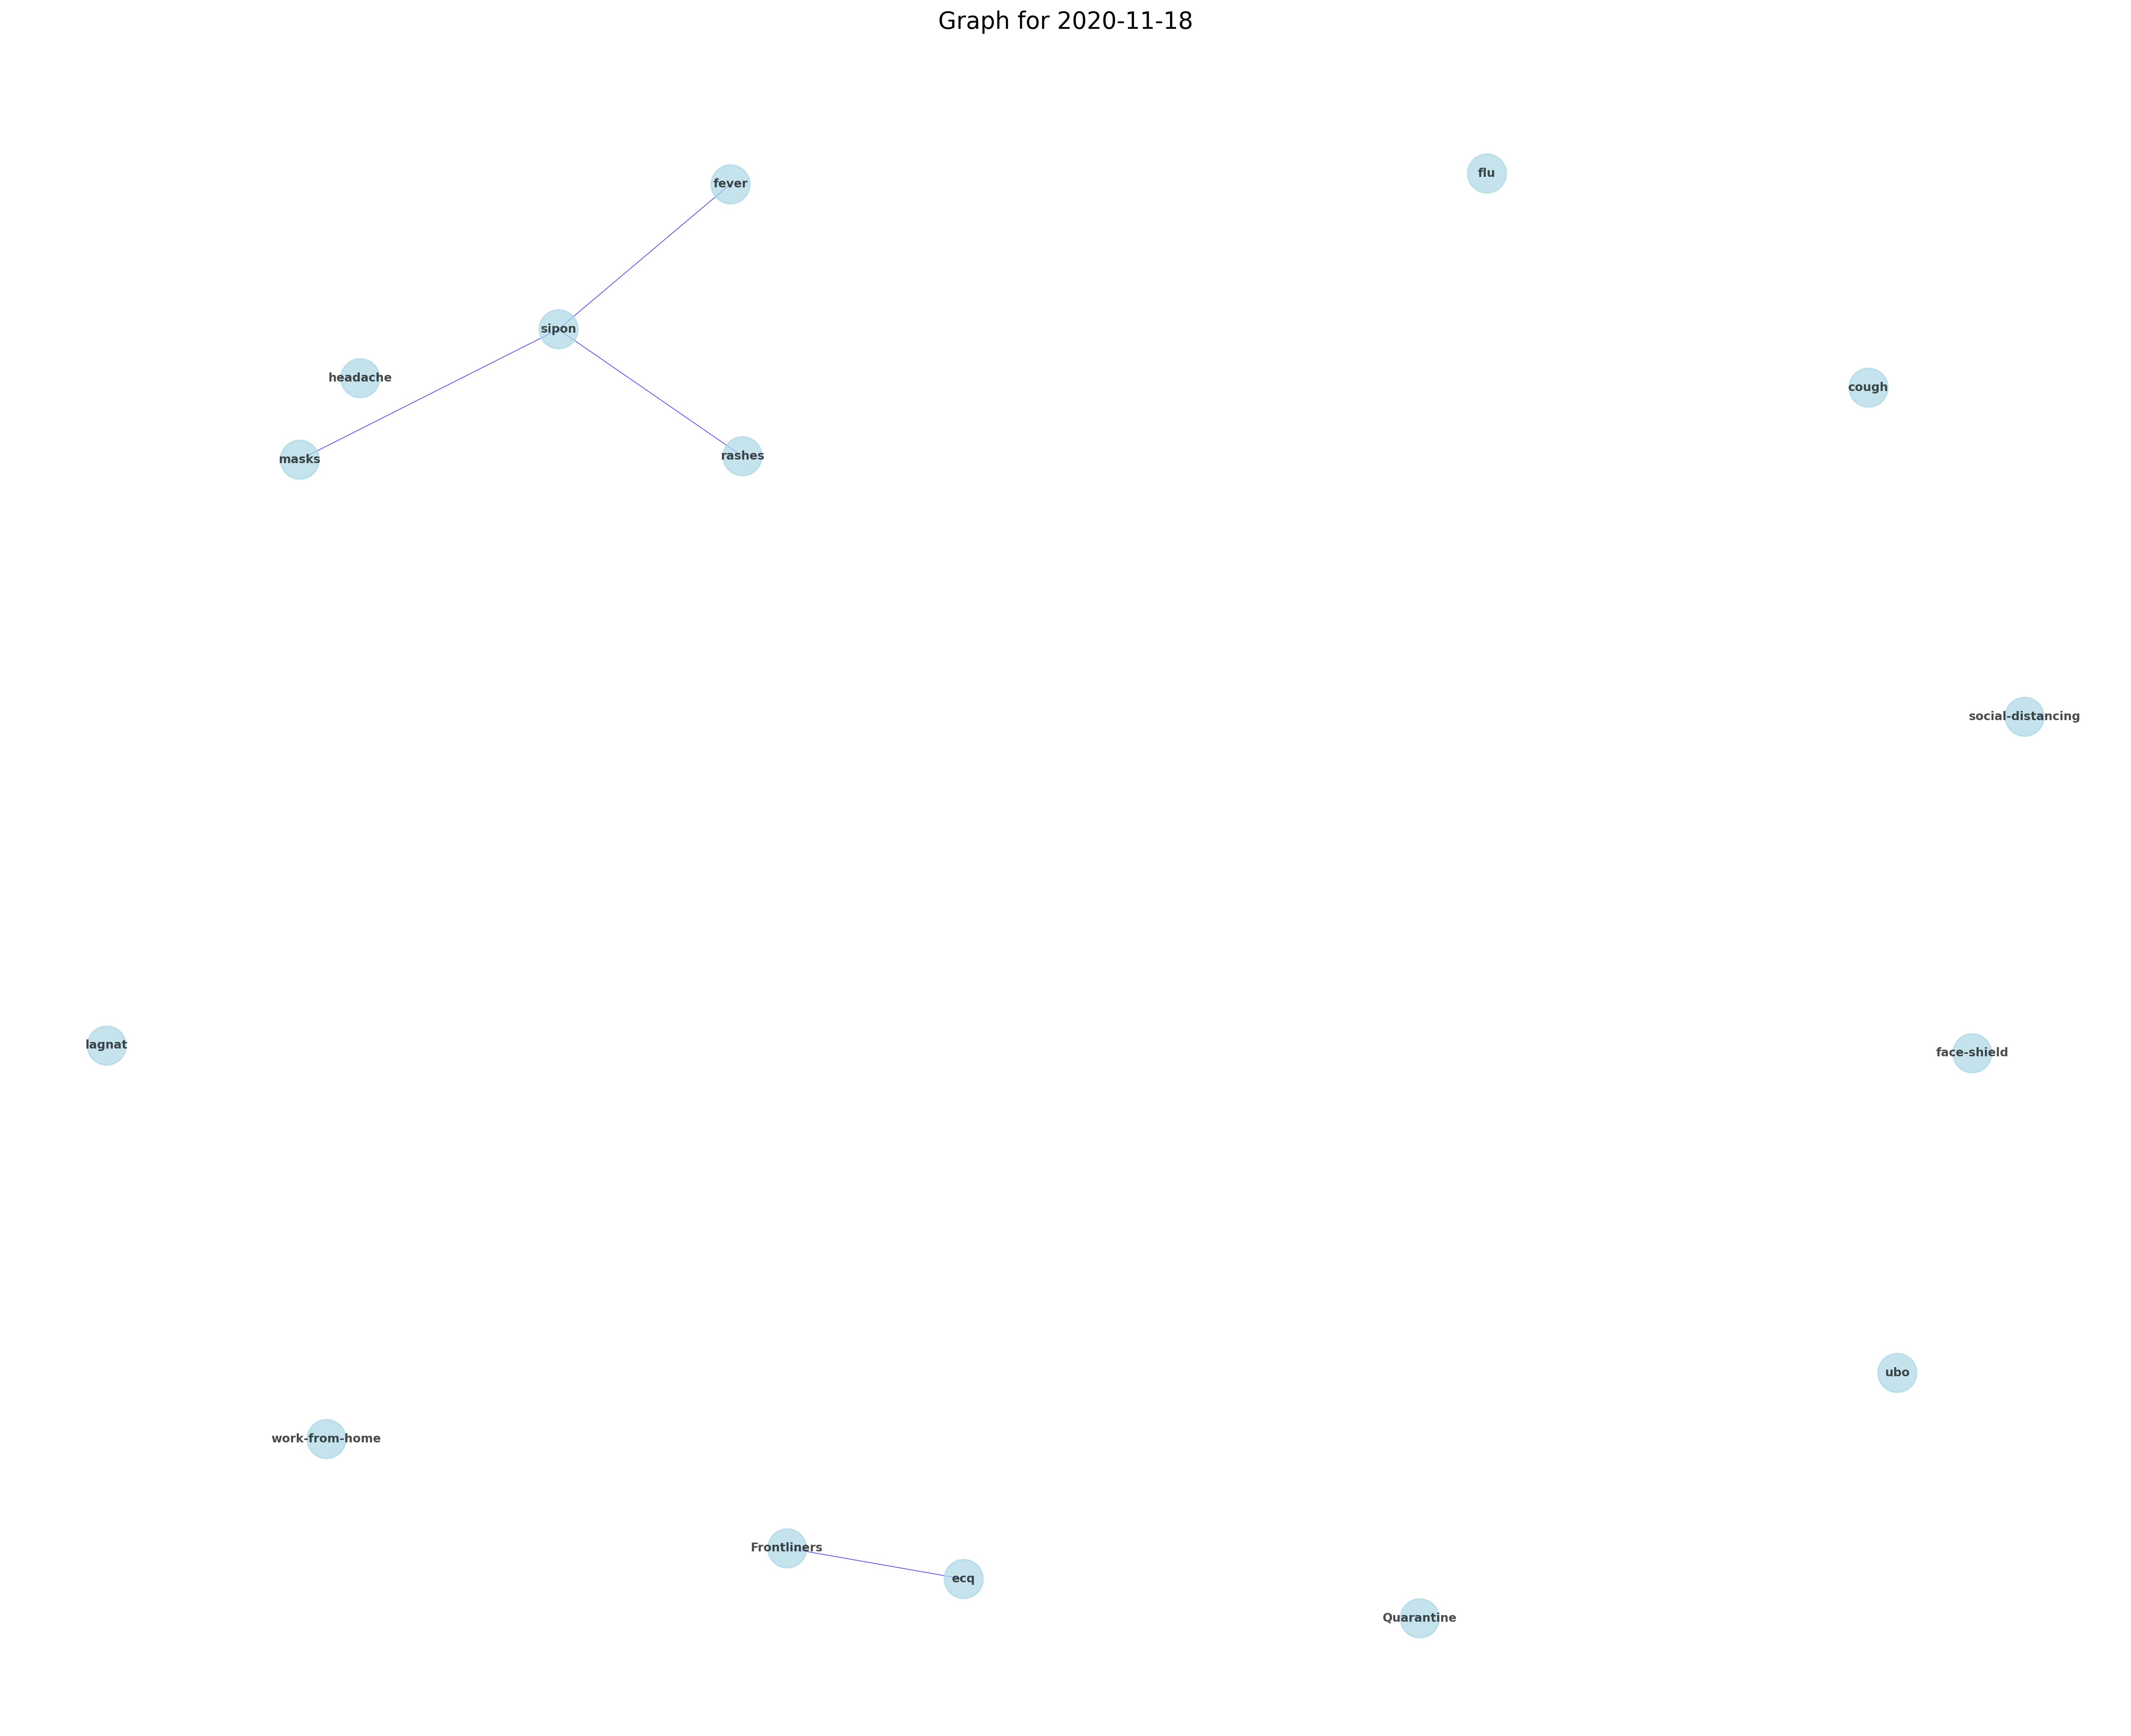 Graph for 2020-11-18
flu
fever
sipon
headache
cough
rashes
masks
social-distancing
lagnat
face-shield
ubo
work-from-home
Frontliners
ecq
Quarantine